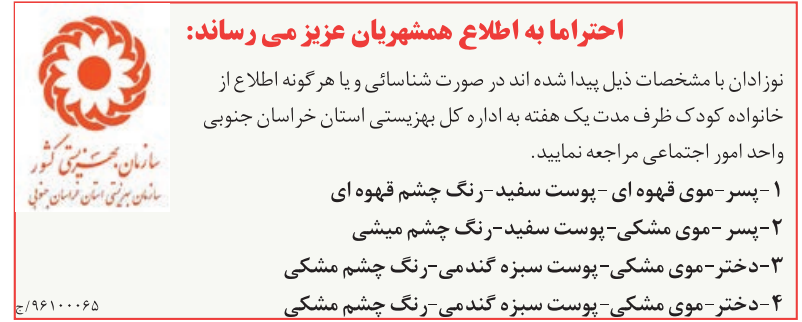 احتراما به اطلاع همشهریان عزیز می رساند:
نوزادان با مشخصات ذیل پیدا شده اند در صورت شناسائی و یا هرگونه اطلاع از
خانواده کودک ظرف مدت یک هفته به اداره کل بهزیستی استان خراسان جنوبی
واحد امور اجتماعی مراجعه نمایید.
۱-پسر-موی قهوه ای -پوست سفید-رنگ چشم قهوه ای
۲-پسر -موی مشکی-پوست سفید-رنگ چشم میشی
۳-دختر-موی مشکی-پوست سبزه گندمی-رنگ چشم مشکی
۴-دختر-موی مشکی-پوست سبزه گندمی-رنگ چشم مشکی
سازمان بهزیستی کشور
سازمان بهزیستی استان خراسان جنوبی
۹۶۱۰۰۰۶۵/ج